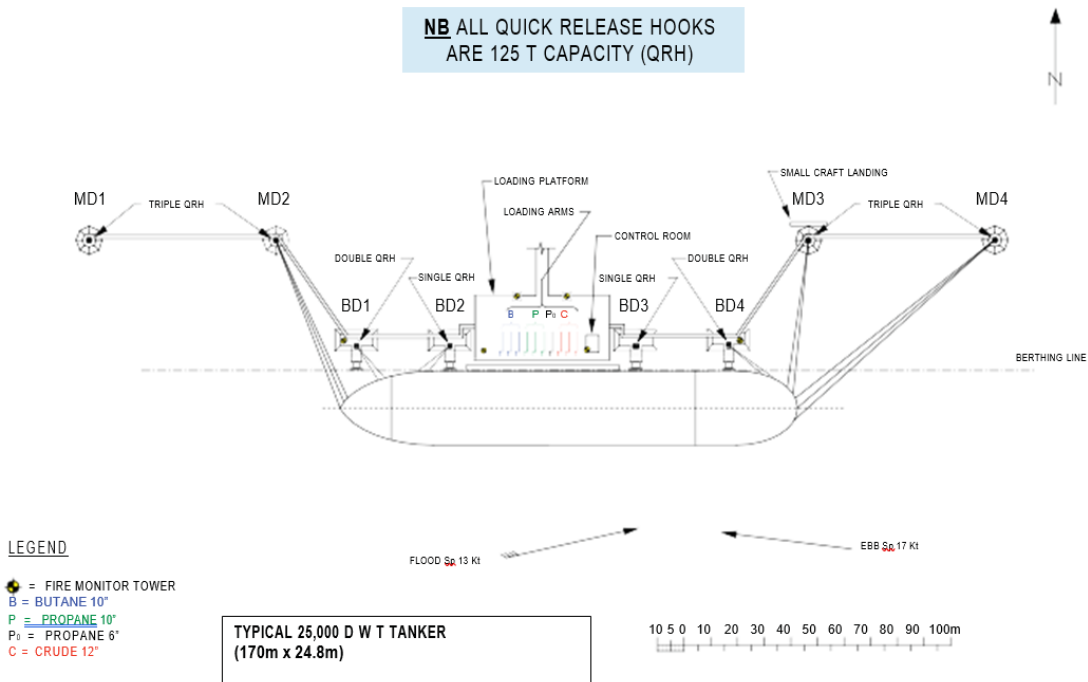 NB ALL QUICK RELEASE HOOKS
ARE 125 T CAPACITY (QRH)
N
SMALL CRAFT LANDING
LOADING PLATFORM
MD1
TRIPLE QRH
MD2
LOADING ARMS
MD3
TRIPLE QRH
MD4
CONTROL ROOM
DOUBLE QRH
SINGLE QRH
SINGLE QRH
DOUBLE QRH
BD1
BD2
BD3
BD4
B P P₀ C
BERTHING LINE
FLOOD Sp 13 Kt
EBB Sp 17 Kt
LEGEND
= FIRE MONITOR TOWER
B = BUTANE 10"
P = PROPANE 10"
P₀ = PROPANE 6"
C = CRUDE 12"
TYPICAL 25,000 D W T TANKER
(170m x 24.8m)
10 5 0 10 20 30 40 50 60 70 80 90 100m